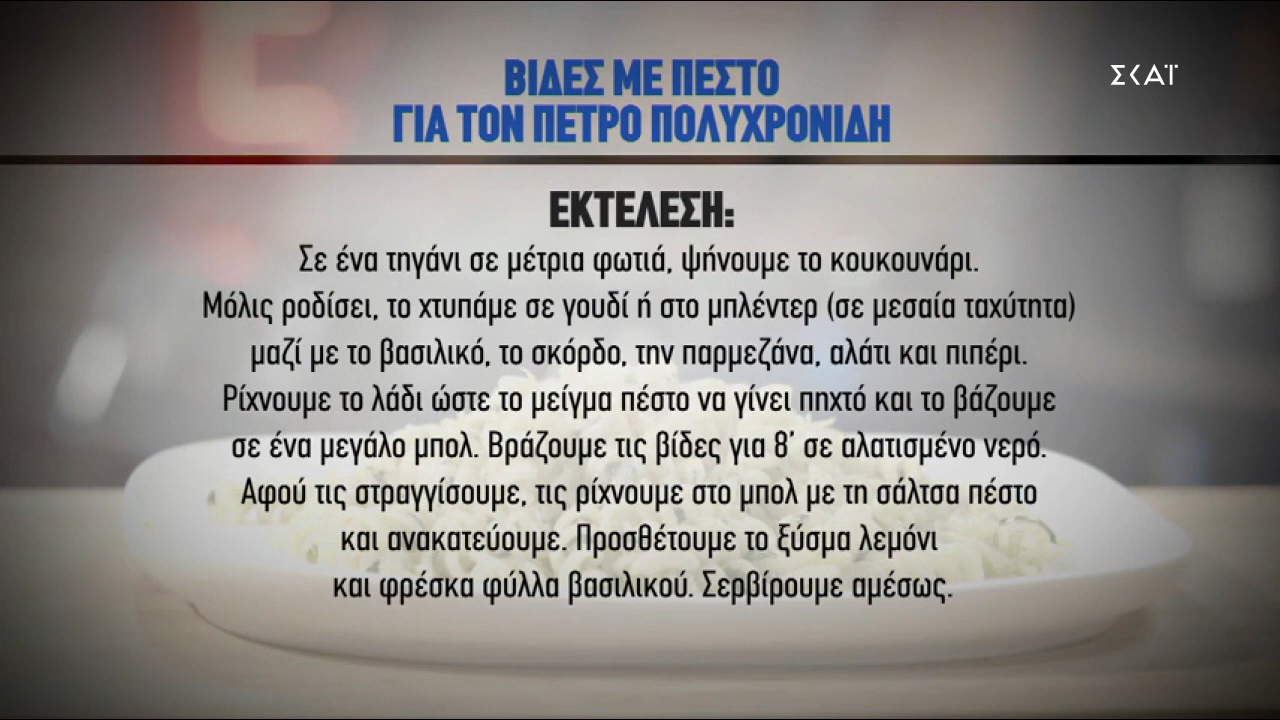 ΒΙΔΕΣ ΜΕ ΠΕΣΤΟ
ΣΚΑΪ
ΓΙΑ ΤΟΝ ΠΕΤΡΟ ΠΟΛΥΧΡΟΝΙΔΗ
ΕΚΤΕΛΕΣΗ:
Σε ένα τηγάνι σε μέτρια φωτιά, ψήνουμε το κουκουνάρι.
Μόλις ροδίσει, το χτυπάμε σε γουδί ή στο μπλέντερ (σε μεσαία ταχύτητα)
μαζί με το βασιλικό, το σκόρδο, την παρμεζάνα, αλάτι και πιπέρι.
Ρίχνουμε το λάδι ώστε το μείγμα πέστο να γίνει πηχτό και το βάζουμε
σε ένα μεγάλο μπολ. Βράζουμε τις βίδες για 8' σε αλατισμένο νερό.
Αφού τις στραγγίσουμε, τις ρίχνουμε στο μπολ με τη σάλτσα πέστο
και ανακατεύουμε. Προσθέτουμε το ξύσμα λεμόνι
και φρέσκα φύλλα βασιλικού. Σερβίρουμε αμέσως.